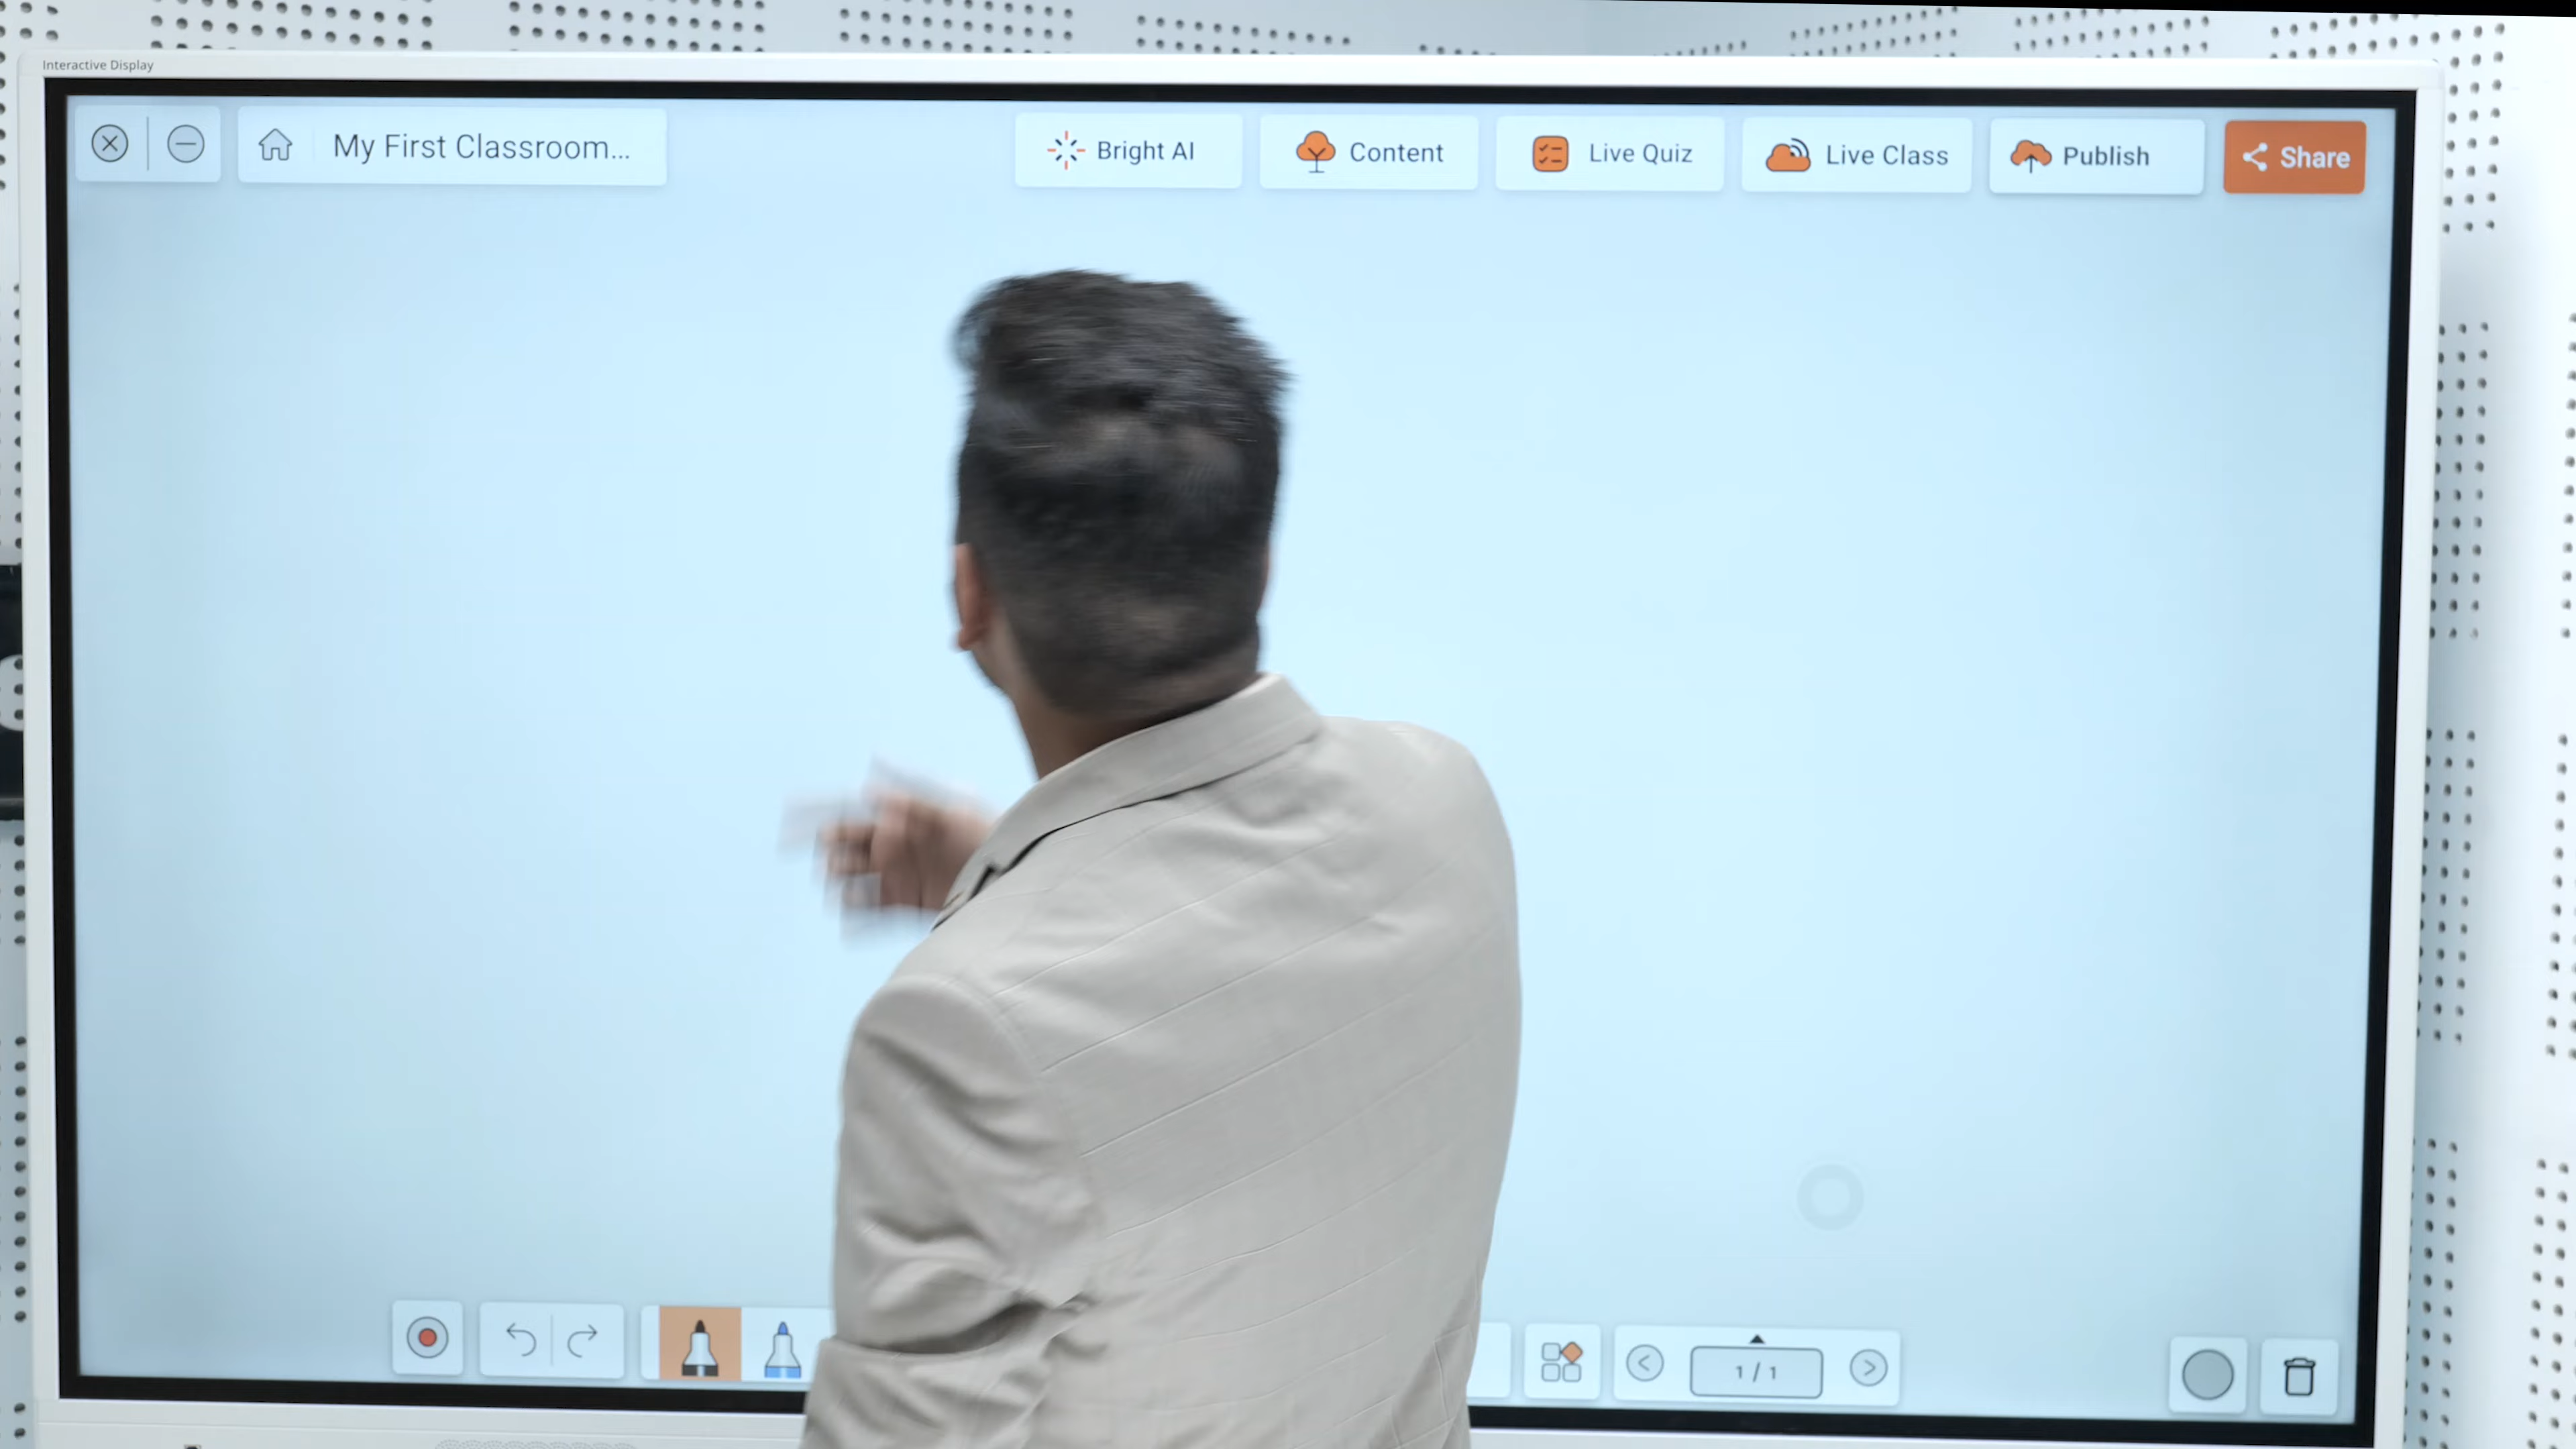 Interactive Display
My First Classroom...
Bright AI
Content
Live Quiz
Live Class
Publish
Share
1 / 1